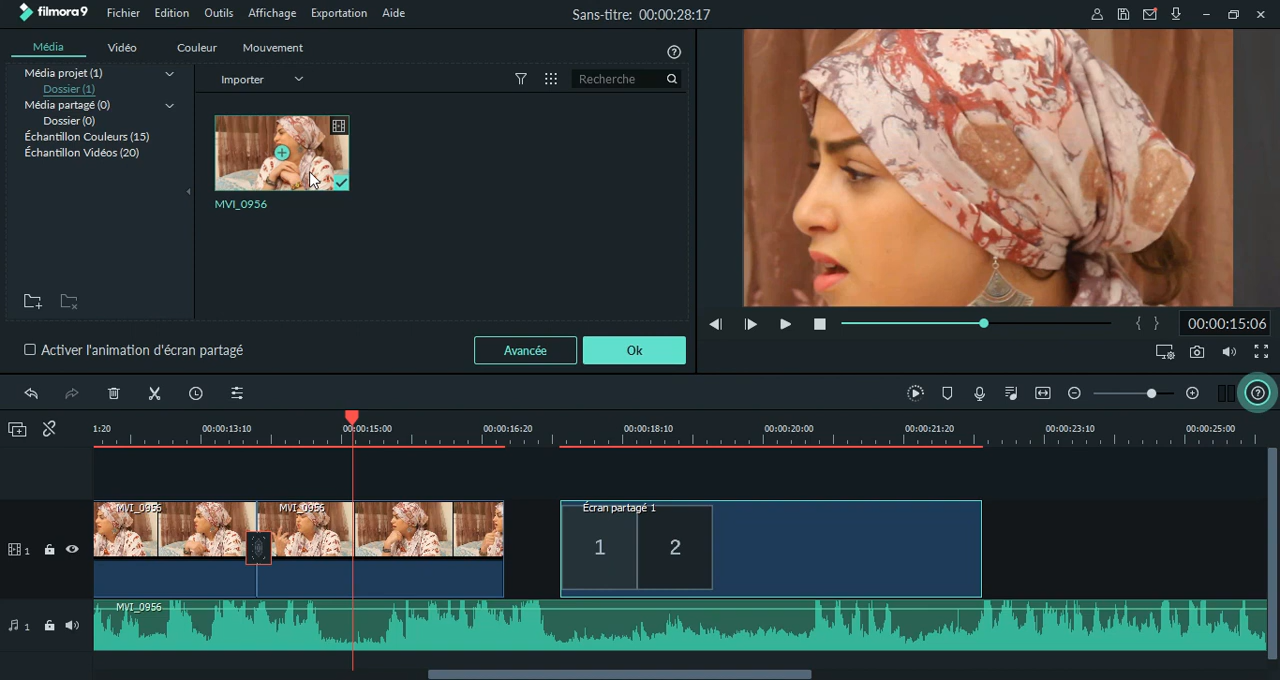 filmora9 Fichier Edition Outils Affichage Exportation Aide Sans-titre: 00:00:28:17
Média Vidéo Couleur Mouvement
Média projet (1)
Dossier (1)
Média partagé (0)
Dossier (0)
Échantillon Couleurs (15)
Échantillon Vidéos (20)
Importer Recherche
MVI_0956
Activer l'animation d'écran partagé Avancée Ok
00:00:15:06
1:20 00:00:13:10 00:00:15:00 00:00:16:20 00:00:18:10 00:00:20:00 00:00:21:20 00:00:23:10 00:00:25:00
MVI_0956 MVI_0956 Écran partagé 1
1 1 2
MVI_0956
1